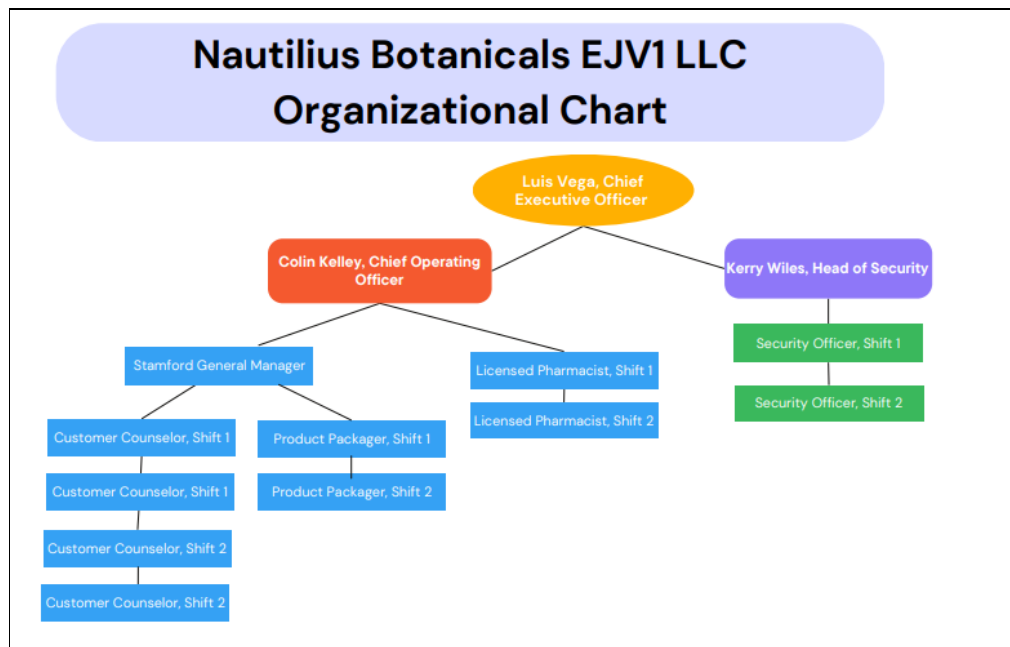 Nautilius Botanicals EJV1 LLC
Organizational Chart
Luis Vega, Chief
Executive Officer
Colin Kelley, Chief Operating
Officer
Kerry Wiles, Head of Security
Stamford General Manager
Licensed Pharmacist, Shift 1
Licensed Pharmacist, Shift 2
Security Officer, Shift 1
Security Officer, Shift 2
Customer Counselor, Shift 1
Customer Counselor, Shift 1
Customer Counselor, Shift 2
Customer Counselor, Shift 2
Product Packager, Shift 1
Product Packager, Shift 2